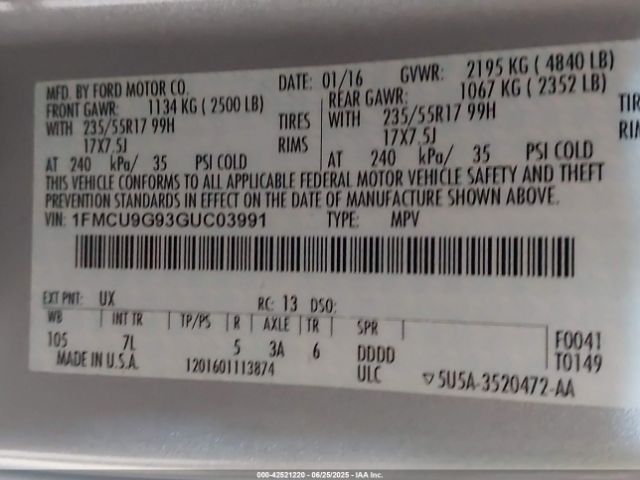 MFD. BY FORD MOTOR CO. DATE: 01/16 GVWR: 2195 KG ( 4840 LB)
FRONT GAWR: 1134 KG ( 2500 LB) REAR GAWR: 1067 KG ( 2352 LB)
WITH 235/55R17 99H TIRES WITH 235/55R17 99H TIR
17X7.5J RIMS 17X7.5J RIMS
AT 240 kPa/ 35 PSI COLD AT 240 kPa/ 35 PSI COLD
THIS VEHICLE CONFORMS TO ALL APPLICABLE FEDERAL MOTOR VEHICLE SAFETY AND THEFT
PREVENTION STANDARDS IN EFFECT ON THE DATE OF MANUFACTURE SHOWN ABOVE.
VIN: 1FMCU9G93GUC03991 TYPE: MPV
EXT PNT: UX RC: 13 DSO:
WB INT TR TP/PS R AXLE TR SPR
105 7L 5 3A 6 DDDD F0041
MADE IN U.S.A. 1201601113874 ULC T0149
▽5U5A-3520472-AA
000-42521220 - 06/25/2025 - IAA Inc.